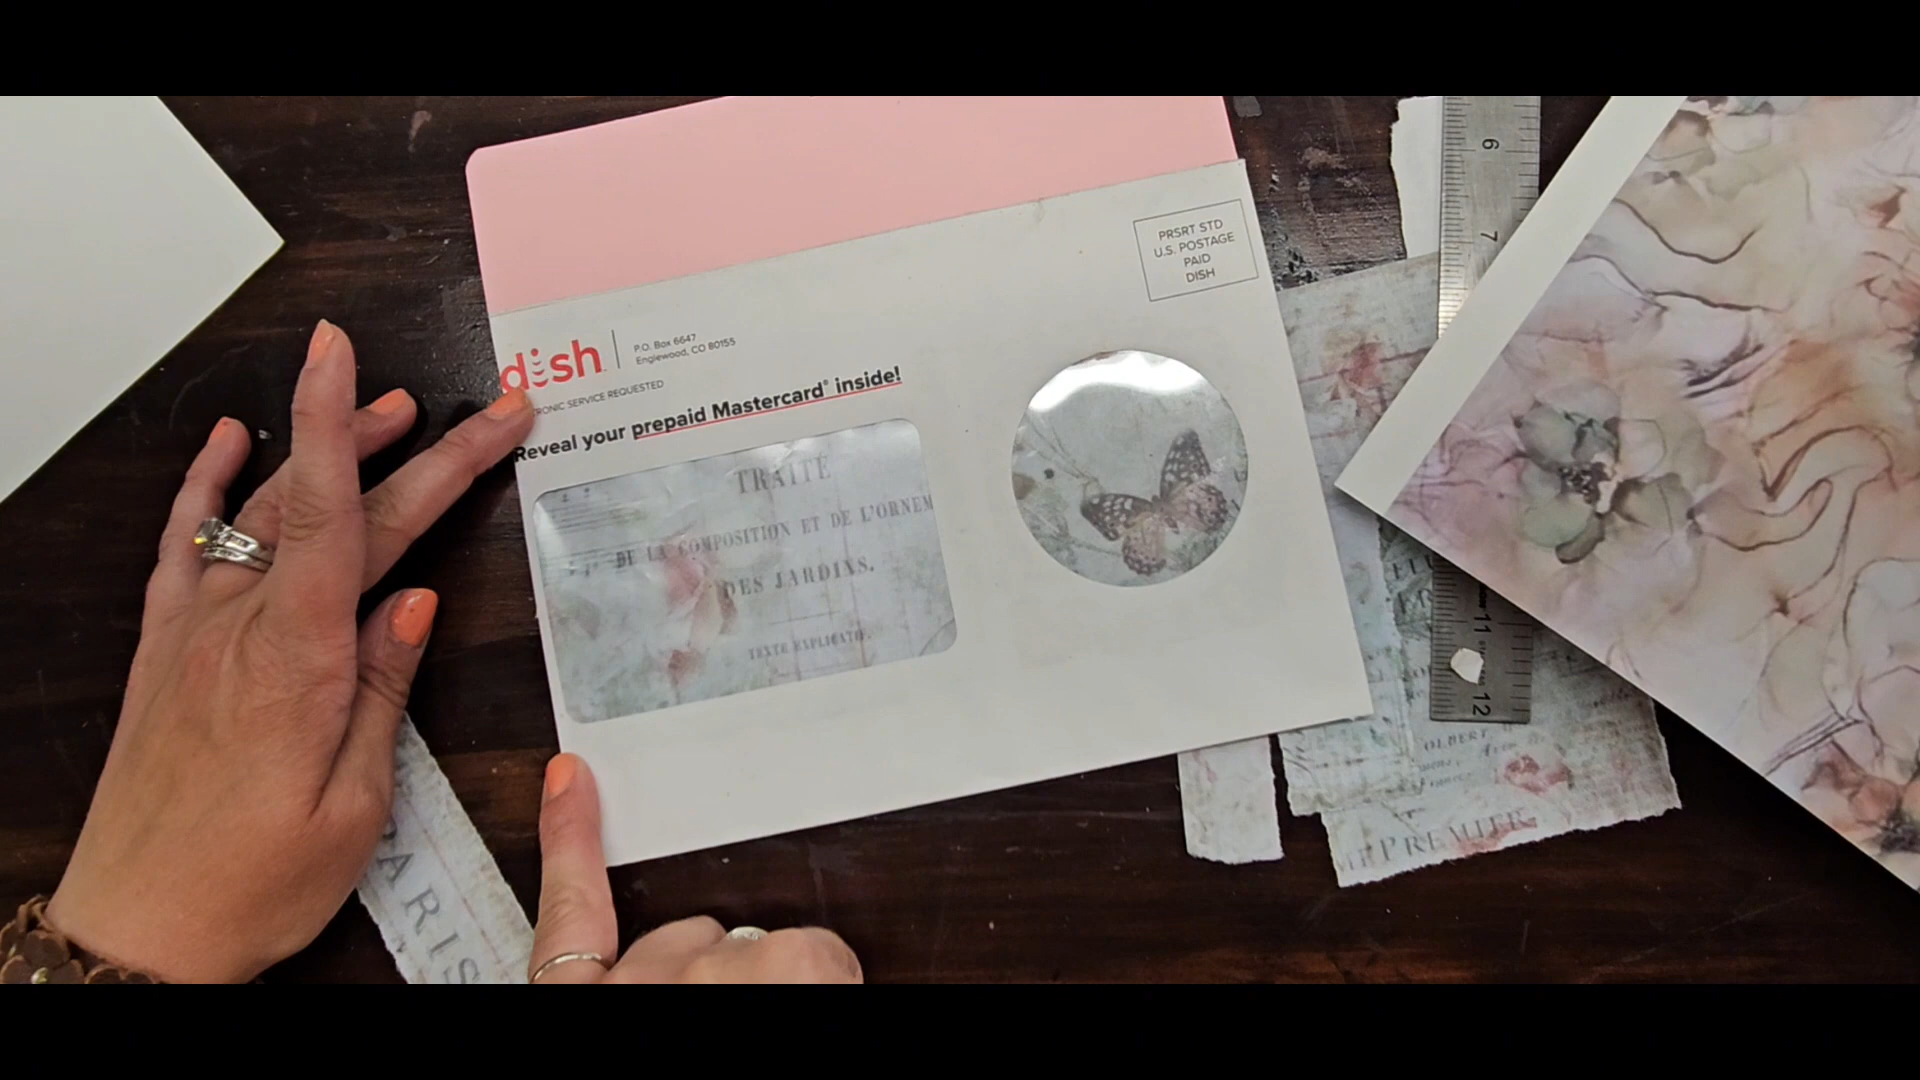 PRSRT STD
U.S. POSTAGE
PAID
DISH
dish
P.O. Box 6647
Englewood, CO 80155
TRONIC SERVICE REQUESTED
Reveal your prepaid Mastercard® inside!
TRAITÉ
DE LA COMPOSITION ET DE L'ORNEM
DES JARDINS.
TEXTE EXPLICATIF.
6
7
11
12
OLBERT
PREMIER
PARIS